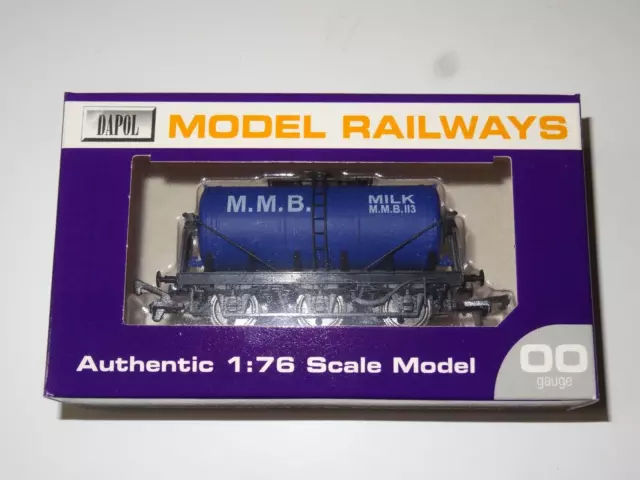 DAPOL
MODEL RAILWAYS
M.M.B.
MILK
M.M.B.113
Authentic 1:76 Scale Model
OO
gauge